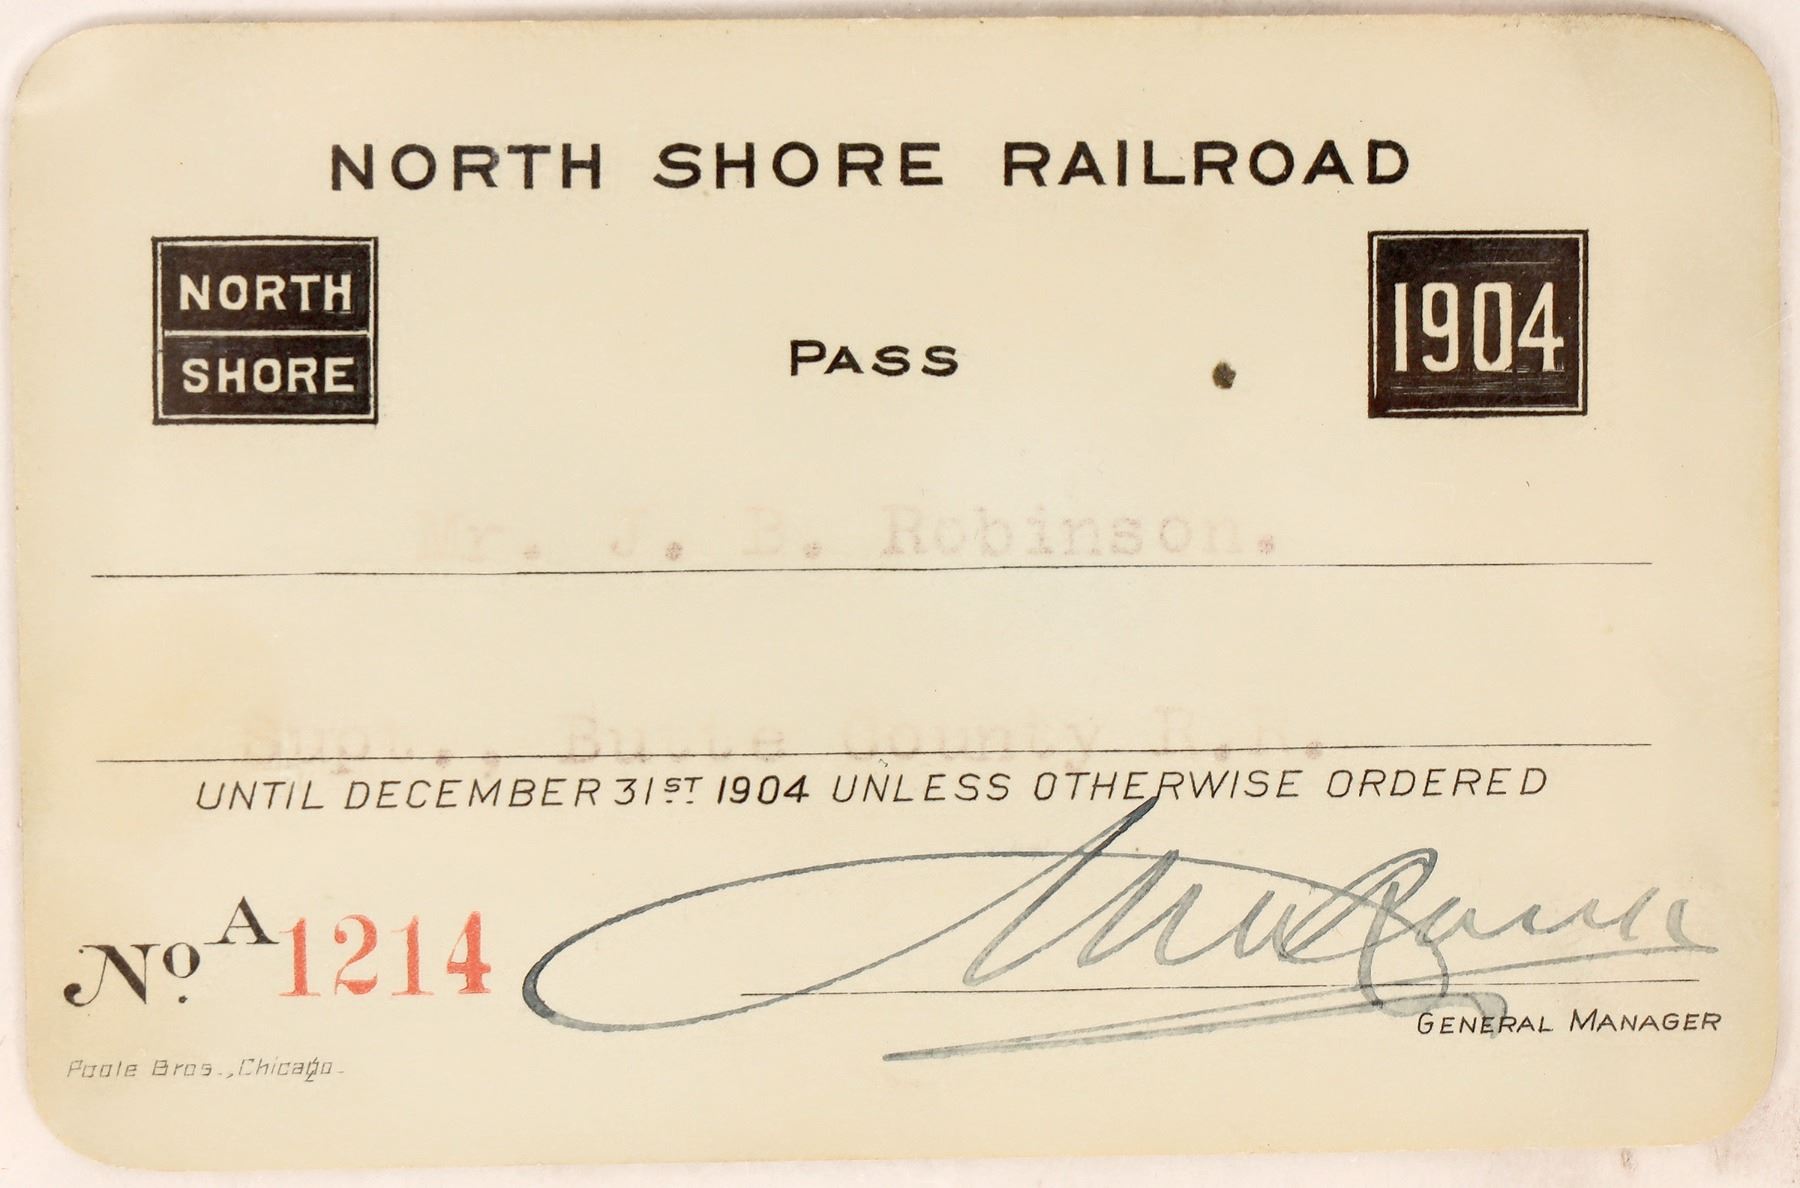 NORTH SHORE RAILROAD
NORTH
SHORE
PASS
1904
Mr. J. B. Robinson.
Supt., Butte County R.R.
UNTIL DECEMBER 31ST 1904 UNLESS OTHERWISE ORDERED
No. A1214
GENERAL MANAGER
Poole Bros., Chicago.